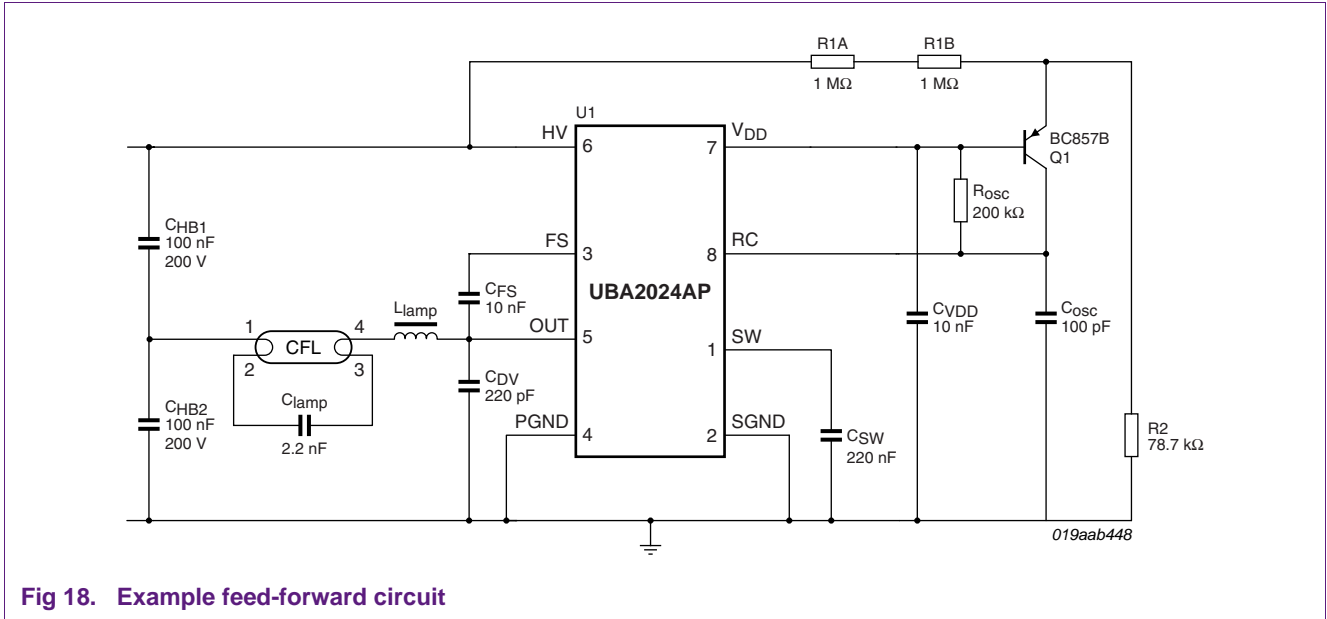 R1A
R1B
1 MΩ
1 MΩ
U1
HV
6
VDD
7
BC857B
Q1
Rosc
200 kΩ
CHB1
100 nF
200 V
FS
3
RC
8
UBA2024AP
CFS
10 nF
Llamp
OUT
5
CVDD
10 nF
Cosc
100 pF
1
4
CFL
2
3
SW
1
CDV
220 pF
Clamp
2.2 nF
CHB2
100 nF
200 V
PGND
4
SGND
2
CSW
220 nF
R2
78.7 kΩ
019aab448
Fig 18. Example feed-forward circuit